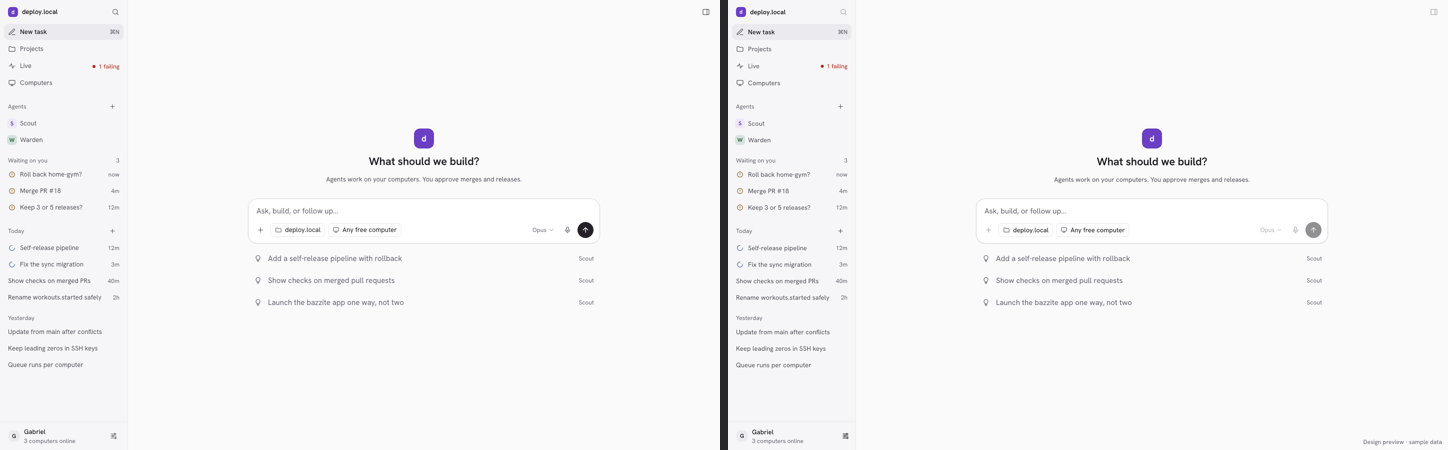 d deploy.local
New task ⌘N
Projects
Live 1 failing
Computers
Agents
S Scout
W Warden
Waiting on you 3
Roll back home-gym? now
Merge PR #18 4m
Keep 3 or 5 releases? 12m
Today
Self-release pipeline 12m
Fix the sync migration 3m
Show checks on merged PRs 40m
Rename workouts.started safely 2h
Yesterday
Update from main after conflicts
Keep leading zeros in SSH keys
Queue runs per computer
G Gabriel
3 computers online
d
What should we build?
Agents work on your computers. You approve merges and releases.
Ask, build, or follow up...
deploy.local Any free computer Opus
Add a self-release pipeline with rollback Scout
Show checks on merged pull requests Scout
Launch the bazzite app one way, not two Scout
d deploy.local
New task ⌘N
Projects
Live 1 failing
Computers
Agents
S Scout
W Warden
Waiting on you 3
Roll back home-gym? now
Merge PR #18 4m
Keep 3 or 5 releases? 12m
Today
Self-release pipeline 12m
Fix the sync migration 3m
Show checks on merged PRs 40m
Rename workouts.started safely 2h
Yesterday
Update from main after conflicts
Keep leading zeros in SSH keys
Queue runs per computer
G Gabriel
3 computers online
d
What should we build?
Agents work on your computers. You approve merges and releases.
Ask, build, or follow up...
deploy.local Any free computer Opus
Add a self-release pipeline with rollback Scout
Show checks on merged pull requests Scout
Launch the bazzite app one way, not two Scout
Design preview · sample data